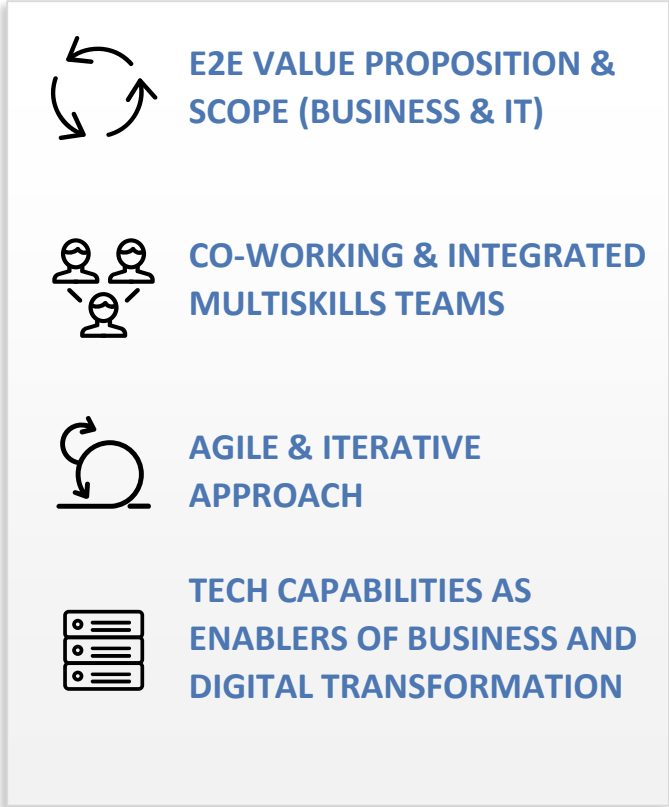 E2E VALUE PROPOSITION &
SCOPE (BUSINESS & IT)
CO-WORKING & INTEGRATED
MULTISKILLS TEAMS
AGILE & ITERATIVE
APPROACH
TECH CAPABILITIES AS
ENABLERS OF BUSINESS AND
DIGITAL TRANSFORMATION